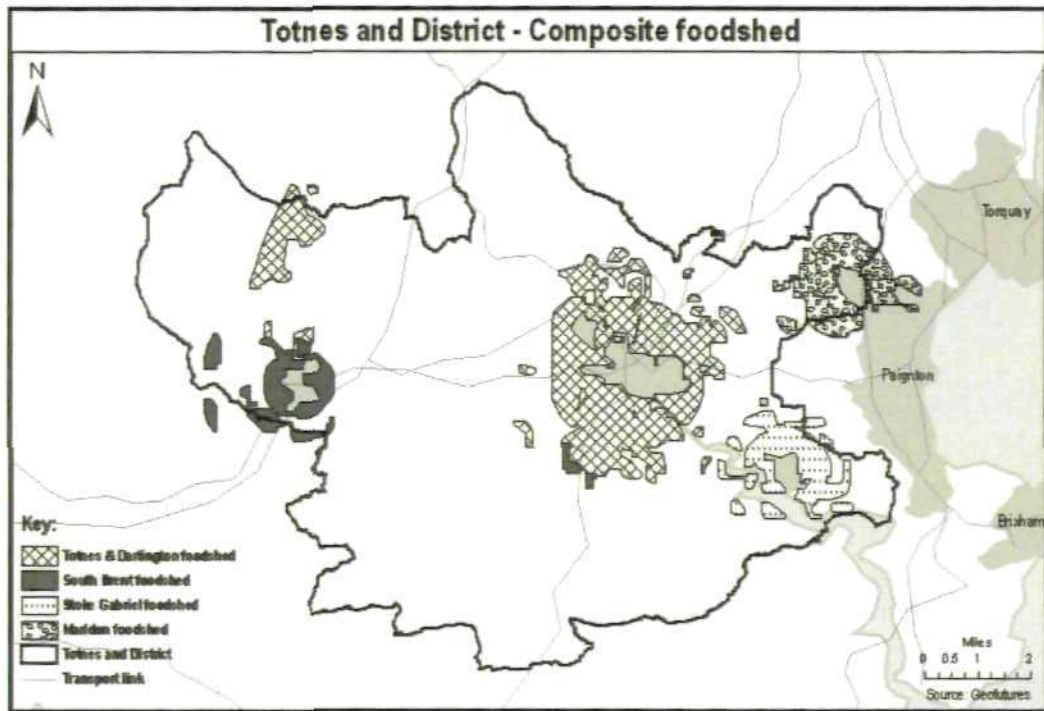 Totnes and District - Composite foodshed
N
Torquay
Paignton
Brixham
Key:
Totnes & Dartington foodshed
South Brent foodshed
Stoke Gabriel foodshed
Marldon foodshed
Totnes and District
Transport link
Miles
0 0.5 1 2
Source: Geofutures